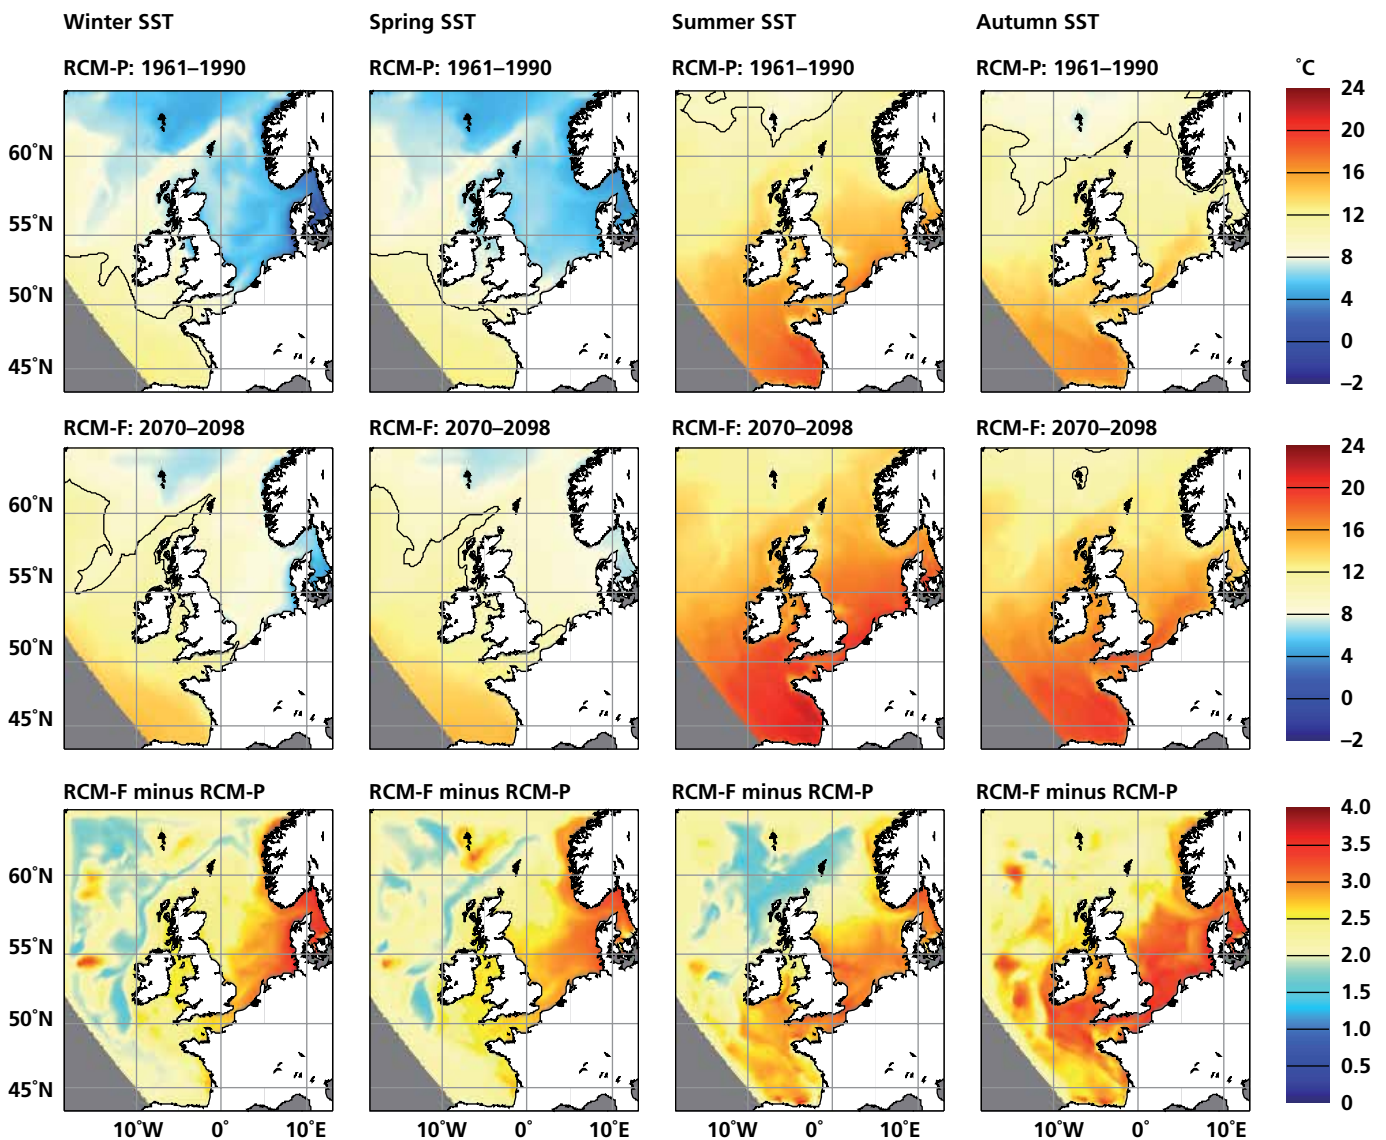 Winter SST Spring SST Summer SST Autumn SST
RCM-P: 1961–1990 RCM-P: 1961–1990 RCM-P: 1961–1990 RCM-P: 1961–1990 ˚C
24
20
60˚N
16
55˚N
12
8
50˚N
4
0
45˚N
–2
RCM-F: 2070–2098 RCM-F: 2070–2098 RCM-F: 2070–2098 RCM-F: 2070–2098
24
60˚N
20
16
55˚N
12
8
50˚N
4
0
45˚N
–2
RCM-F minus RCM-P RCM-F minus RCM-P RCM-F minus RCM-P RCM-F minus RCM-P
4.0
3.5
60˚N
3.0
2.5
55˚N
2.0
1.5
50˚N
1.0
0.5
45˚N
0
10˚W 0˚ 10˚E 10˚W 0˚ 10˚E 10˚W 0˚ 10˚E 10˚W 0˚ 10˚E